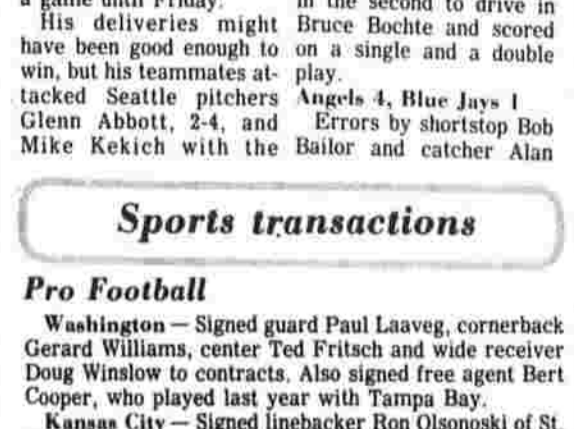 a game until Friday.
His deliveries might
have been good enough to
win, but his teammates at-
tacked Seattle pitchers
Glenn Abbott, 2-4, and
Mike Kekich with the
in the second to drive in
Bruce Bochte and scored
on a single and a double
play.
Angels 4, Blue Jays 1
Errors by shortstop Bob
Bailor and catcher Alan
Sports transactions
Pro Football
Washington — Signed guard Paul Laaveg, cornerback
Gerard Williams, center Ted Fritsch and wide receiver
Doug Winslow to contracts. Also signed free agent Bert
Cooper, who played last year with Tampa Bay.
Kansas City — Signed linebacker Ron Olsonoski of St.